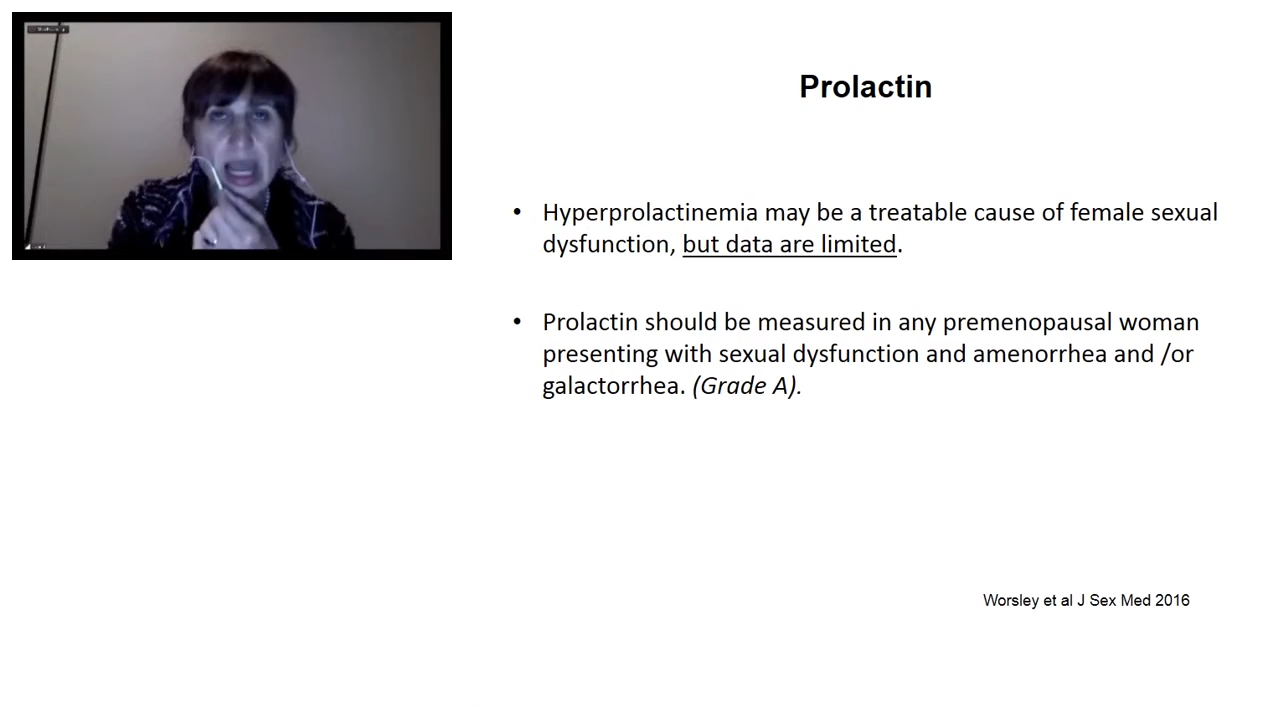 Prolactin
• Hyperprolactinemia may be a treatable cause of female sexual
dysfunction, but data are limited.
• Prolactin should be measured in any premenopausal woman
presenting with sexual dysfunction and amenorrhea and /or
galactorrhea. (Grade A).
Worsley et al J Sex Med 2016